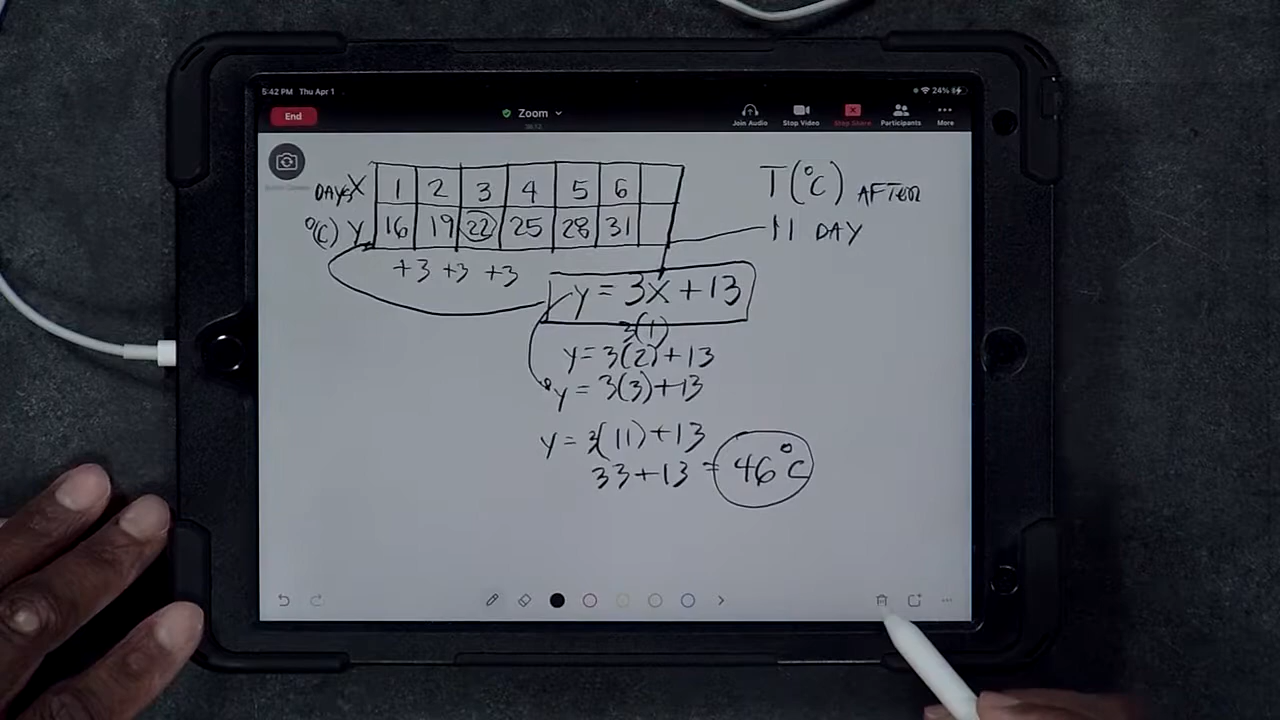 5:42 PM Thu Apr 1
24%
End
Zoom
Join Audio
Stop Video
Stop Share
Participants
More
DAYS X 1 2 3 4 5 6
(°C) Y 16 19 22 25 28 31
+3 +3 +3
T(°C) AFTER
11 DAY
y = 3x + 13
3(1)
y = 3(2) + 13
y = 3(3) + 13
y = 3(11) + 13
33 + 13 = 46°C